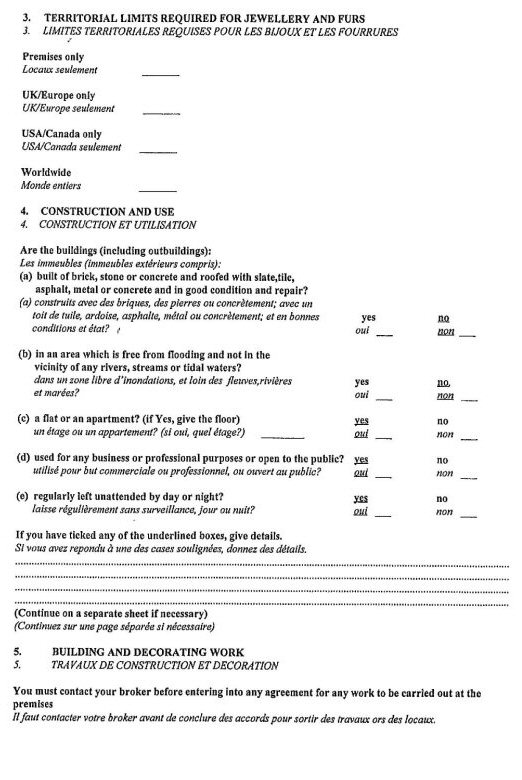 3. TERRITORIAL LIMITS REQUIRED FOR JEWELLERY AND FURS
3. LIMITES TERRITORIALES REQUISES POUR LES BIJOUX ET LES FOURRURES
Premises only
Locaux seulement ______
UK/Europe only
UK/Europe seulement ______
USA/Canada only
USA/Canada seulement ______
Worldwide
Monde entiers ______
4. CONSTRUCTION AND USE
4. CONSTRUCTION ET UTILISATION
Are the buildings (including outbuildings):
Les immeubles (immeubles extérieurs compris):
(a) built of brick, stone or concrete and roofed with slate,tile,
asphalt, metal or concrete and in good condition and repair?
(a) construits avec des briques, des pierres ou concrètement; avec un
toit de tuile, ardoise, asphalte, métal ou concrètement; et en bonnes yes no
conditions et état? oui ___ non ___
(b) in an area which is free from flooding and not in the
vicinity of any rivers, streams or tidal waters?
dans un zone libre d'inondations, et loin des fleuves,rivières yes no
et marées? oui ___ non ___
(c) a flat or an apartment? (if Yes, give the floor) yes no
un étage ou un appartement? (si oui, quel étage?) ______ oui ___ non ___
(d) used for any business or professional purposes or open to the public? yes no
utilisé pour but commerciale ou professionnel, ou ouvert au public? oui ___ non ___
(e) regularly left unattended by day or night? yes no
laisse régulièrement sans surveillance, jour ou nuit? oui ___ non ___
If you have ticked any of the underlined boxes, give details.
Si vous avez repondu à une des cases soulignées, donnez des détails.
(Continue on a separate sheet if necessary)
(Continuez sur une page séparée si nécessaire)
5. BUILDING AND DECORATING WORK
5. TRAVAUX DE CONSTRUCTION ET DECORATION
You must contact your broker before entering into any agreement for any work to be carried out at the
premises
Il faut contacter votre broker avant de conclure des accords pour sortir des travaux ors des locaux.